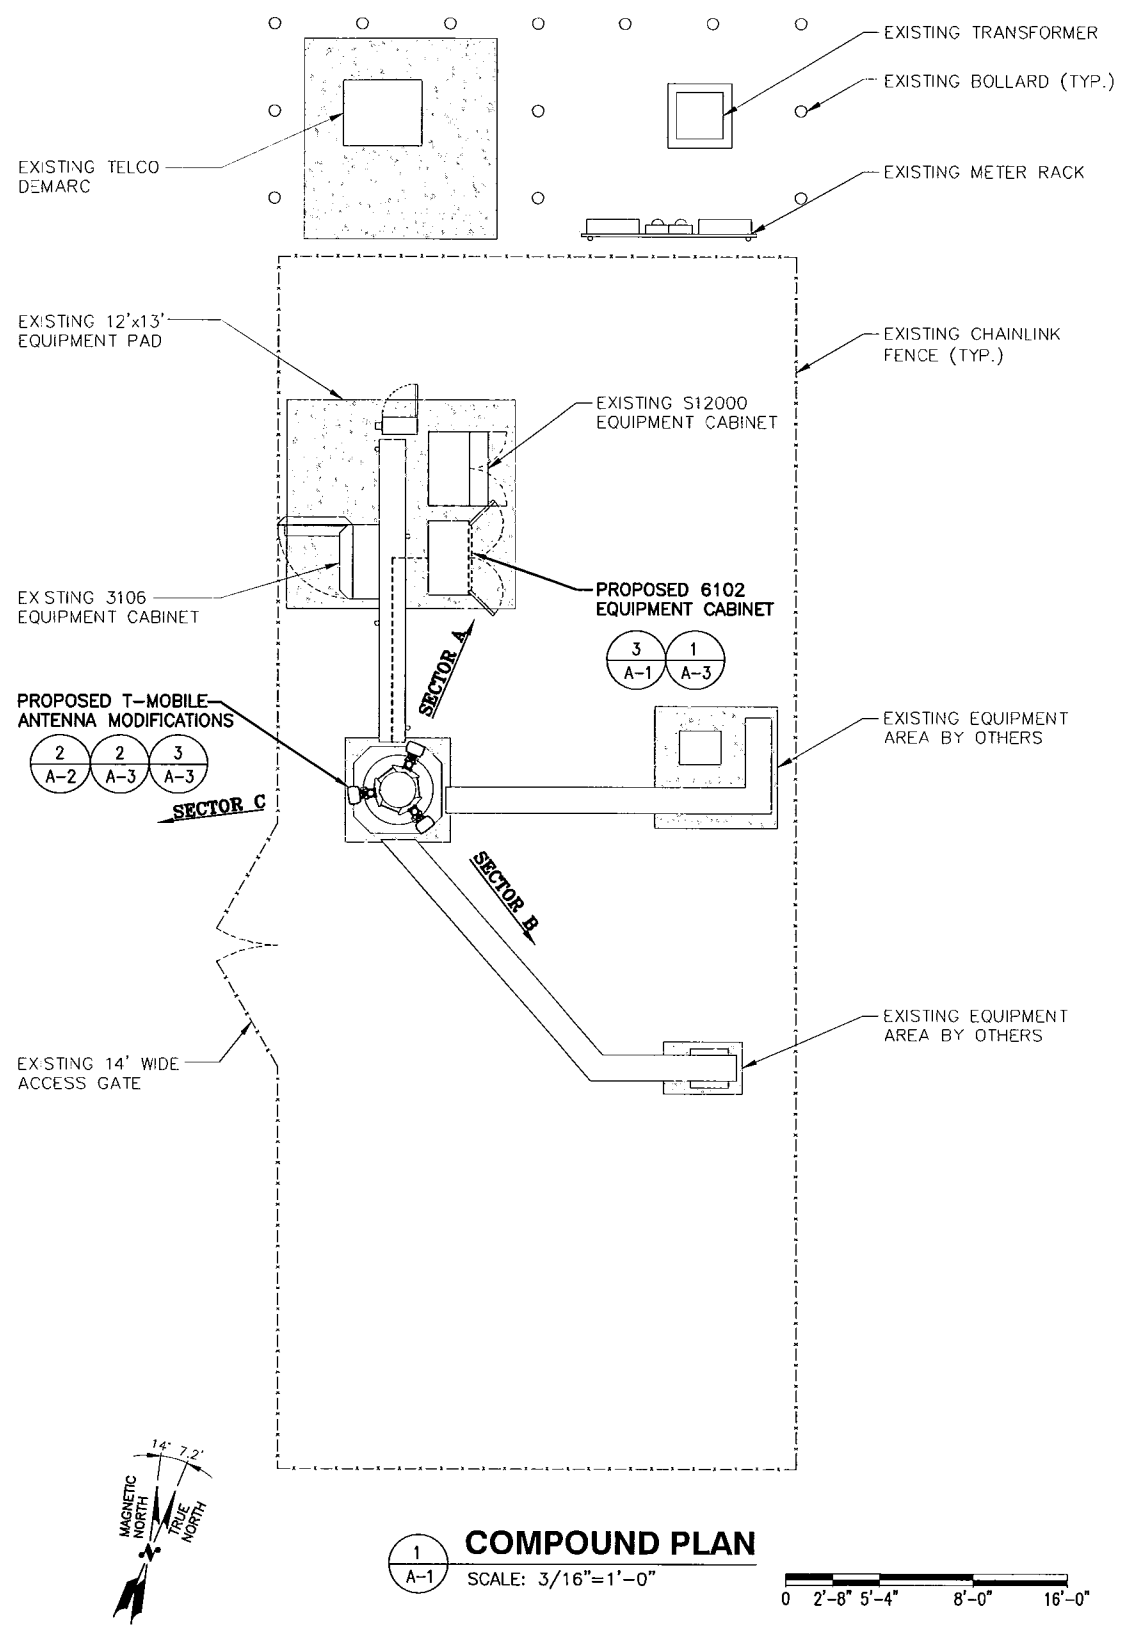 EXISTING TRANSFORMER
EXISTING BOLLARD (TYP.)
EXISTING TELCO
DEMARC
EXISTING METER RACK
EXISTING 12'x13'
EQUIPMENT PAD
EXISTING CHAINLINK
FENCE (TYP.)
EXISTING S12000
EQUIPMENT CABINET
EXISTING 3106
EQUIPMENT CABINET
PROPOSED 6102
EQUIPMENT CABINET
3
A-1
1
A-3
SECTOR A
PROPOSED T-MOBILE
ANTENNA MODIFICATIONS
2
A-2
2
A-3
3
A-3
SECTOR C
EXISTING EQUIPMENT
AREA BY OTHERS
SECTOR B
EXISTING EQUIPMENT
AREA BY OTHERS
EXISTING 14' WIDE
ACCESS GATE
14° 7.2'
MAGNETIC
NORTH
TRUE
NORTH
N
1
A-1
COMPOUND PLAN
SCALE: 3/16"=1'-0"
0 2'-8" 5'-4" 8'-0" 16'-0"